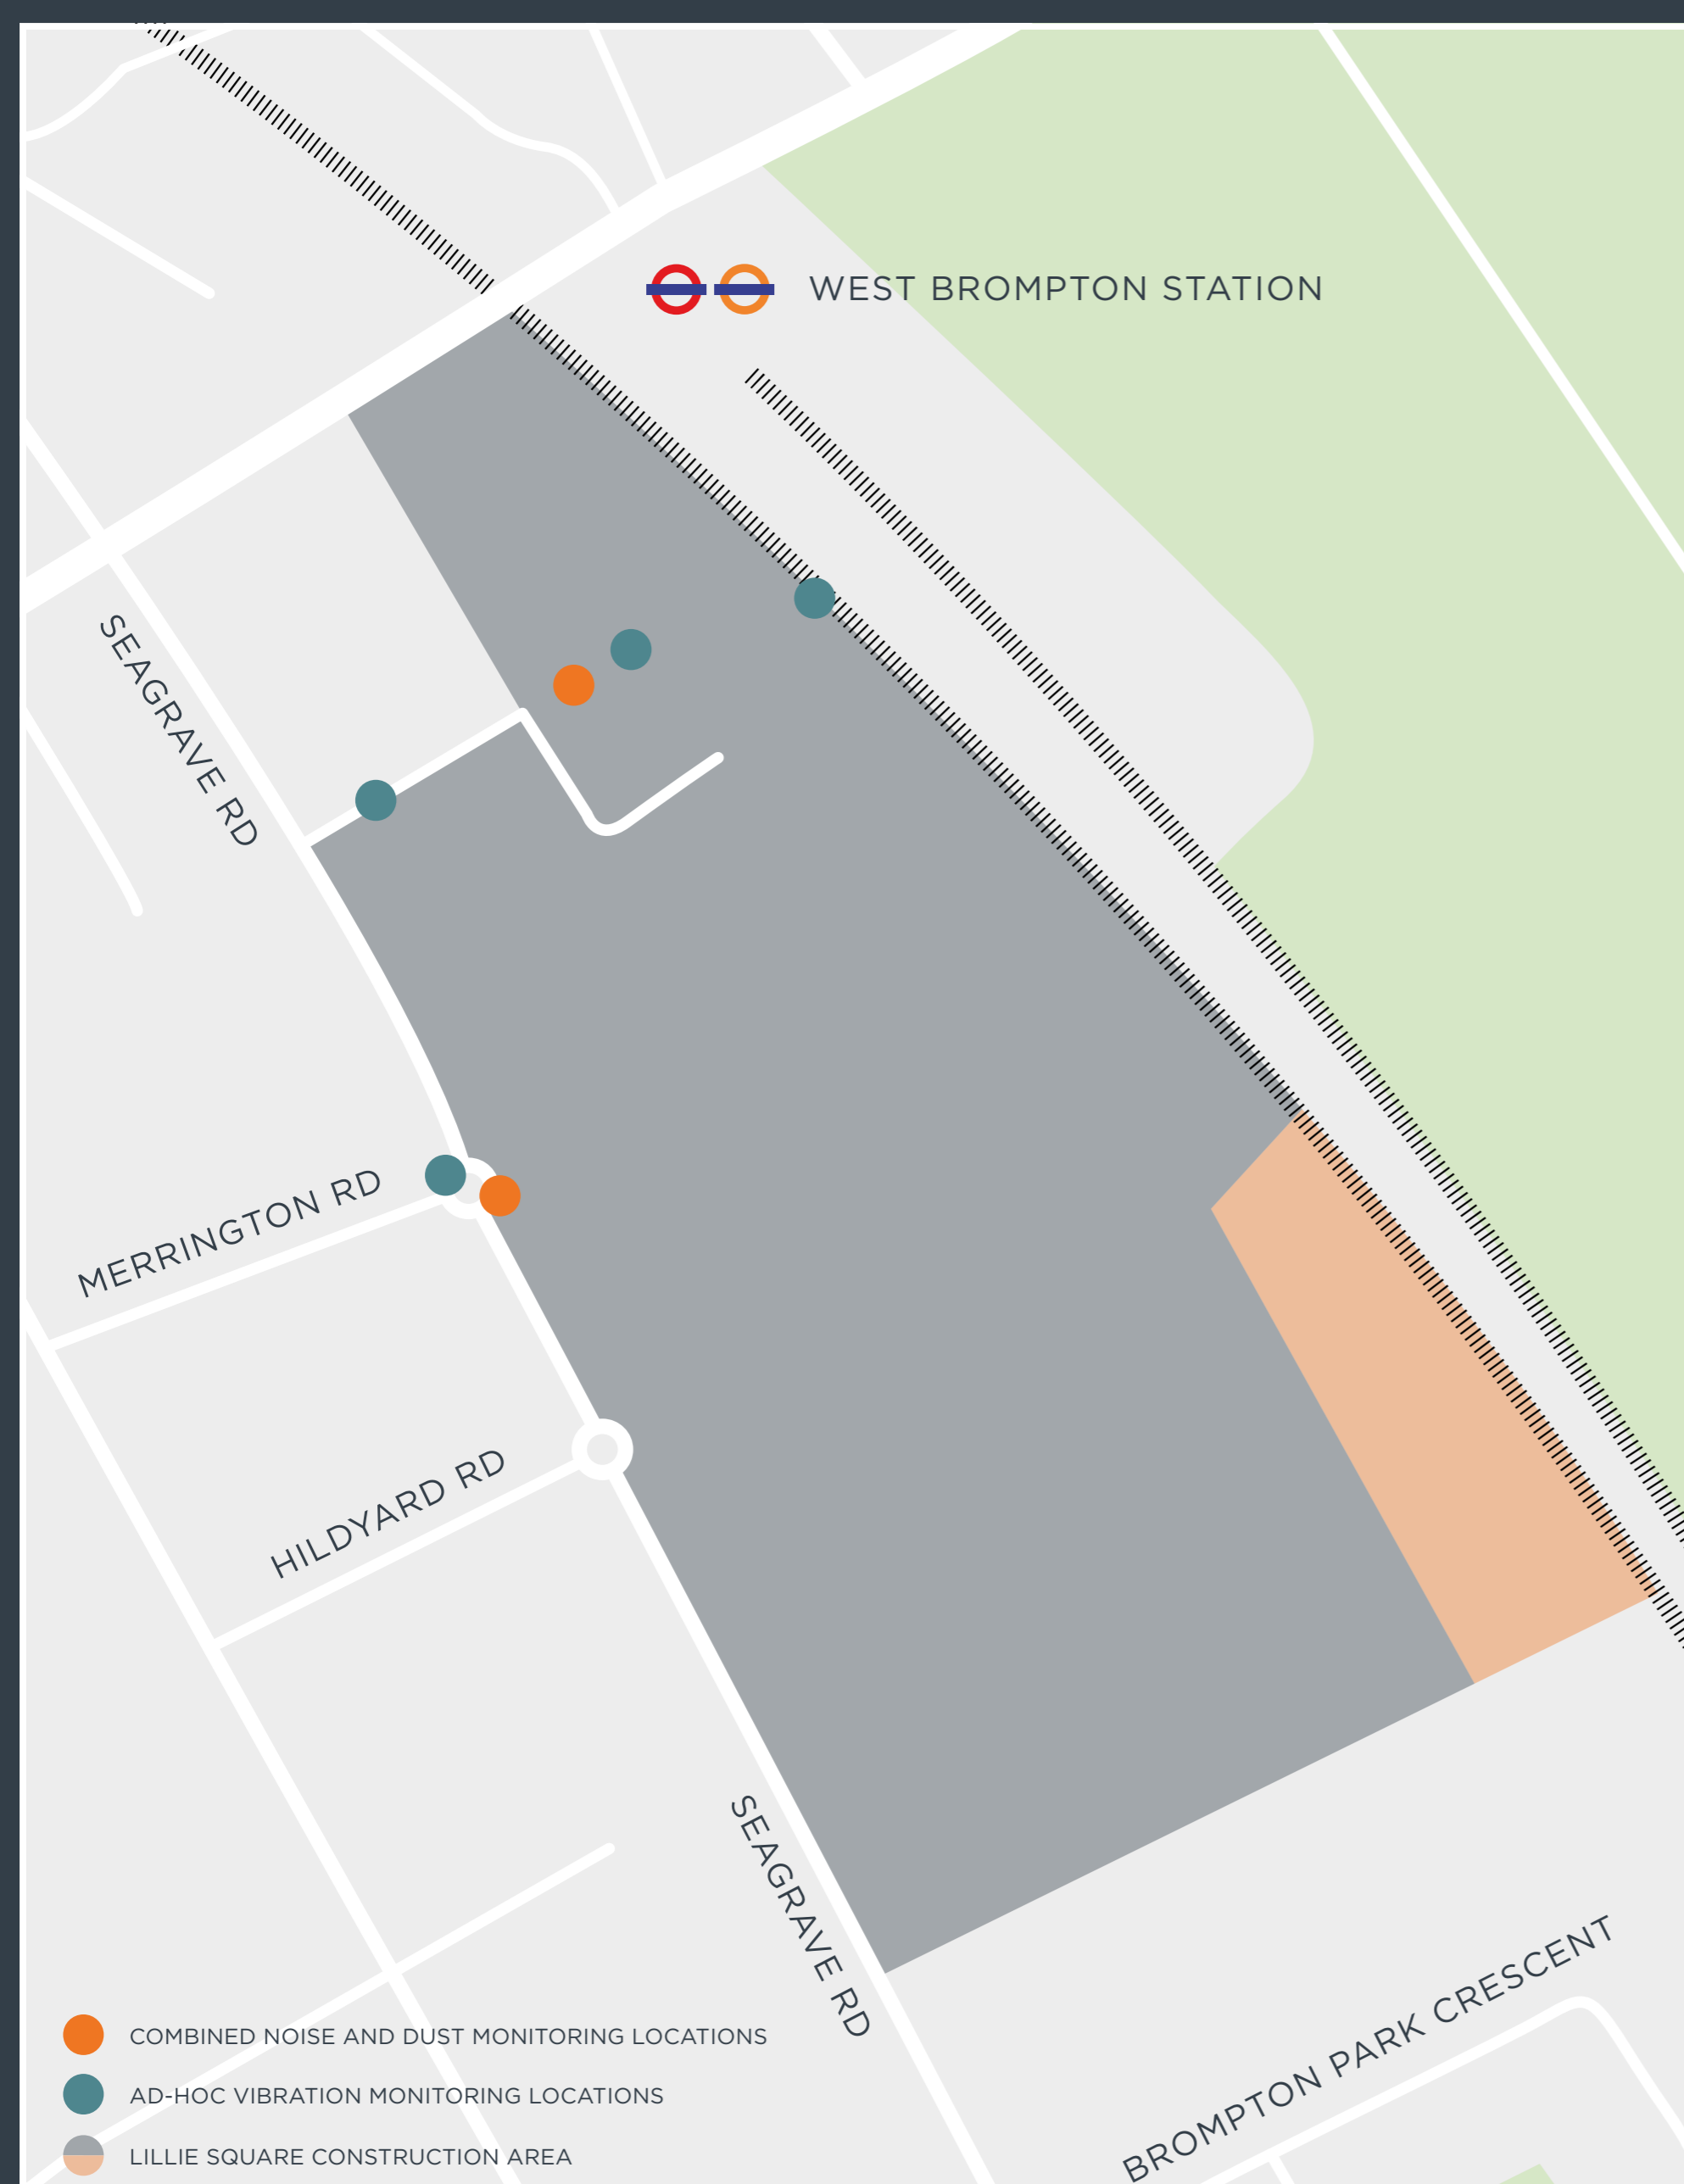 WEST BROMPTON STATION
SEAGRAVE RD
MERRINGTON RD
HILDYARD RD
SEAGRAVE RD
BROMPTON PARK CRESCENT
COMBINED NOISE AND DUST MONITORING LOCATIONS
AD-HOC VIBRATION MONITORING LOCATIONS
LILLIE SQUARE CONSTRUCTION AREA